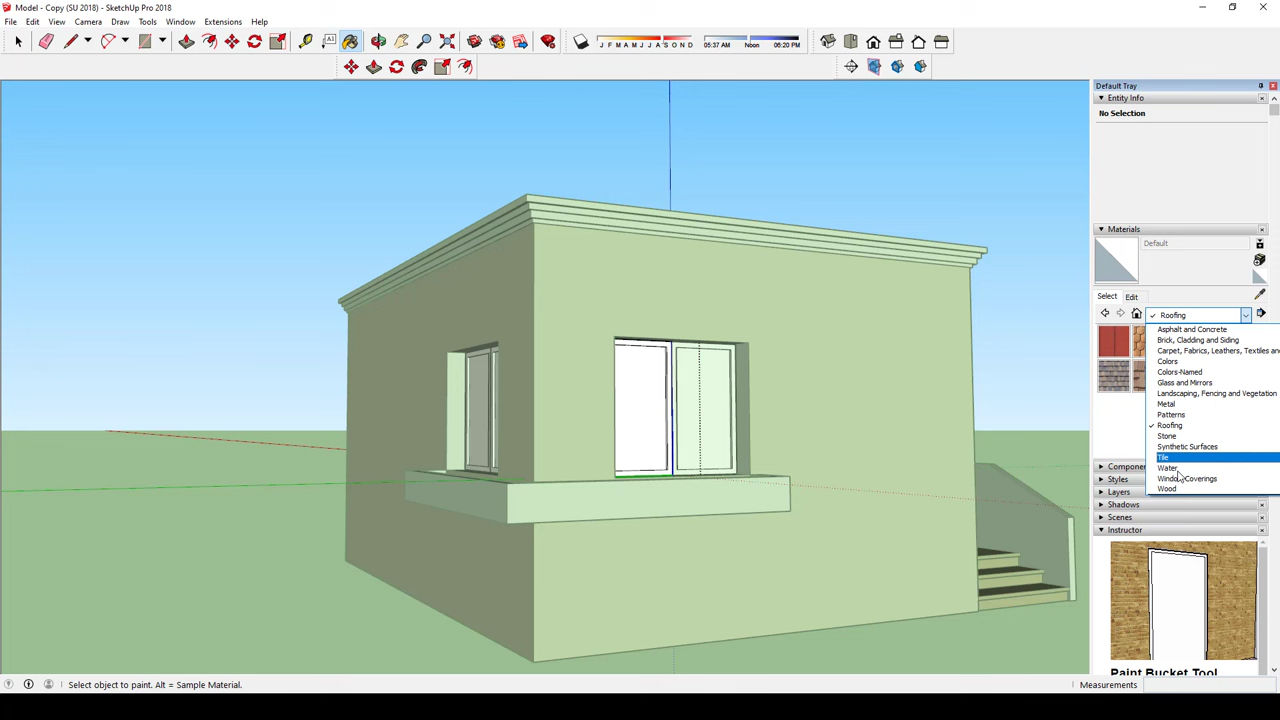 Model - Copy (SU 2018) - SketchUp Pro 2018
File Edit View Camera Draw Tools Window Extensions Help
J F M A M J J A S O N D 05:37 AM Noon 06:20 PM
Default Tray
Entity Info
No Selection
Materials
Default
Select Edit
Roofing
Asphalt and Concrete
Brick, Cladding and Siding
Carpet, Fabrics, Leathers, Textiles an
Colors
Colors-Named
Glass and Mirrors
Landscaping, Fencing and Vegetation
Metal
Patterns
Roofing
Stone
Synthetic Surfaces
Tile
Water
Window Coverings
Wood
Compone
Styles
Layers
Shadows
Scenes
Instructor
Paint Bucket Tool
Select object to paint. Alt = Sample Material.
Measurements